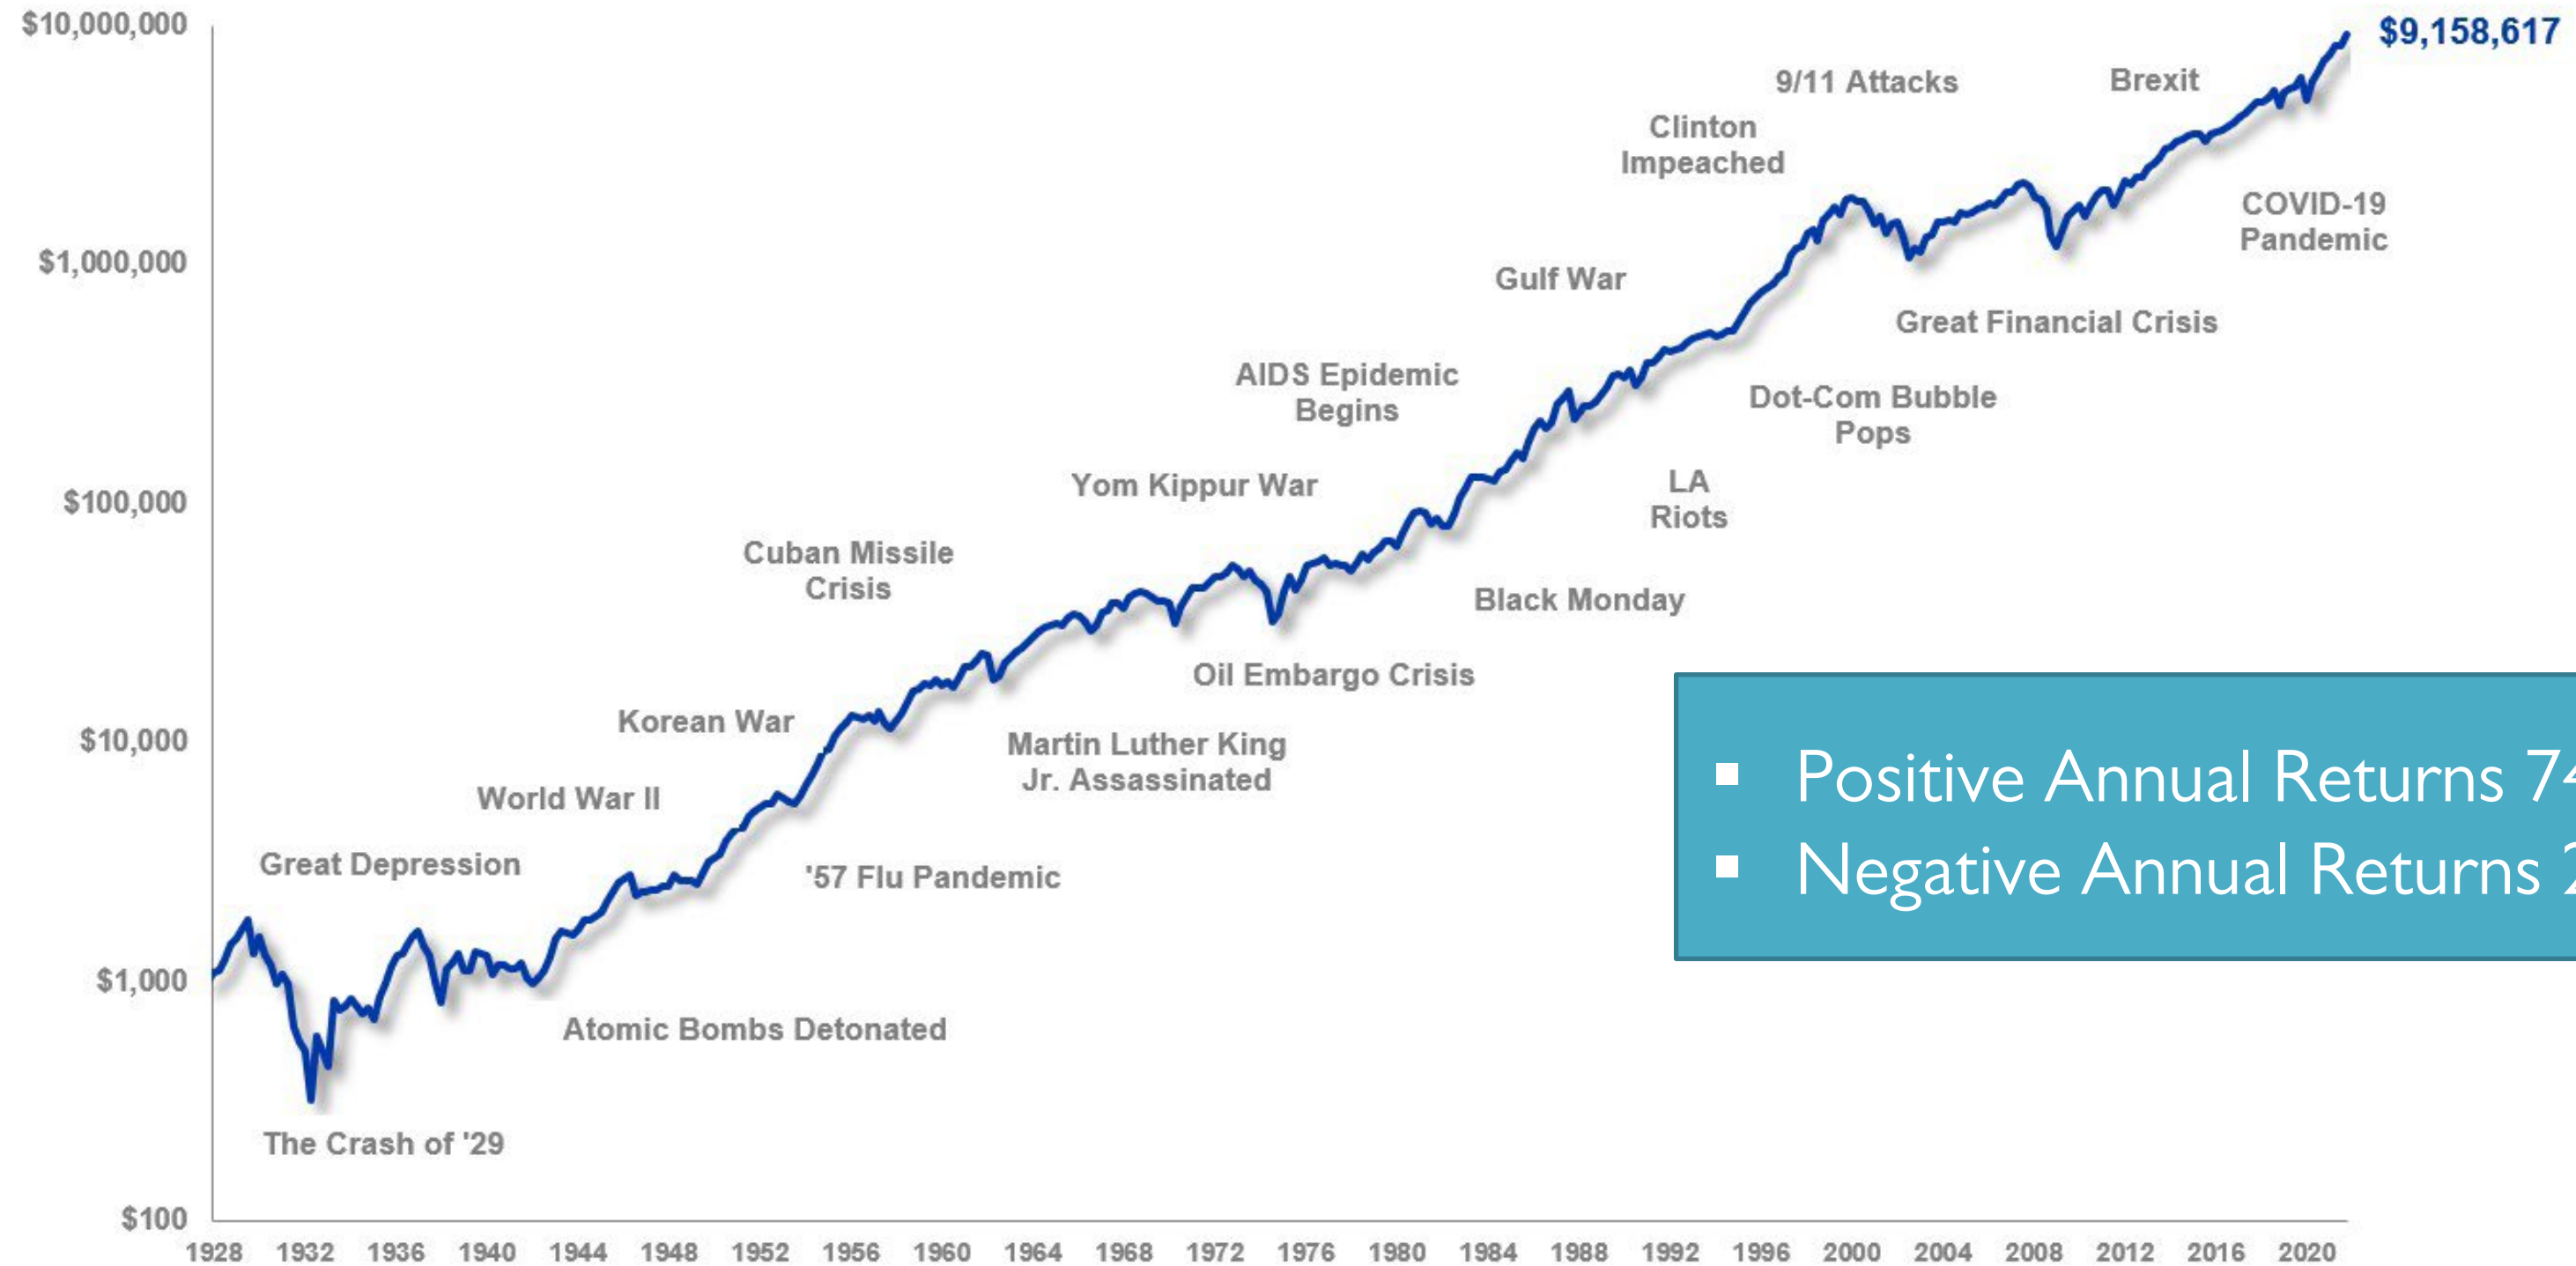 $10,000,000
$9,158,617
9/11 Attacks
Brexit
Clinton
Impeached
COVID-19
Pandemic
$1,000,000
Gulf War
Great Financial Crisis
AIDS Epidemic
Begins
Dot-Com Bubble
Pops
Yom Kippur War
LA
Riots
$100,000
Cuban Missile
Crisis
Black Monday
Oil Embargo Crisis
Korean War
$10,000
Martin Luther King
Jr. Assassinated
▪ Positive Annual Returns 74
World War II
Great Depression
'57 Flu Pandemic
▪ Negative Annual Returns 2
$1,000
Atomic Bombs Detonated
The Crash of '29
$100
1928 1932 1936 1940 1944 1948 1952 1956 1960 1964 1968 1972 1976 1980 1984 1988 1992 1996 2000 2004 2008 2012 2016 2020